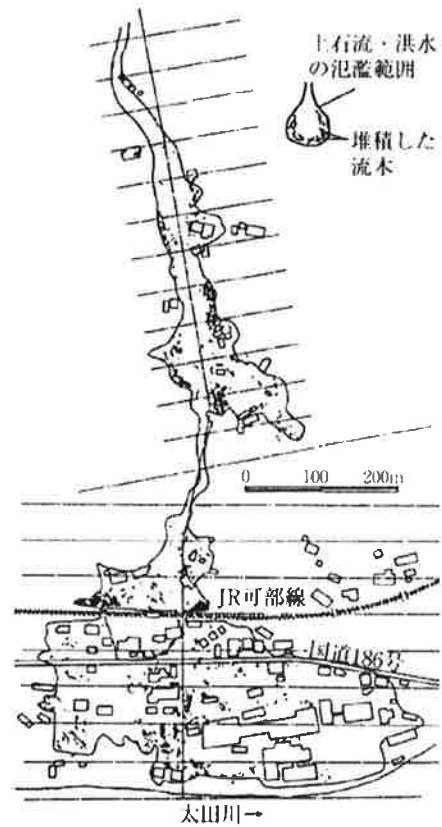 土石流・洪水
の氾濫範囲
堆積した
流木
0 100 200m
JR可部線
国道186号
太田川→